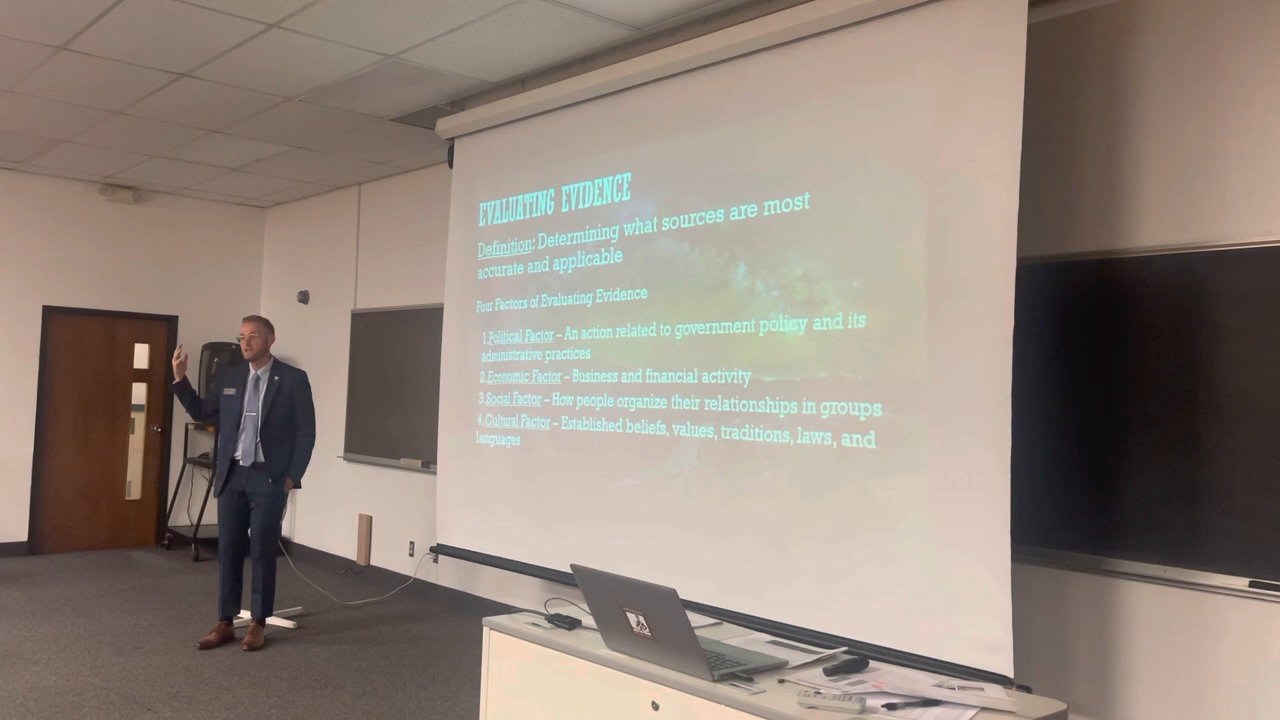 EVALUATING EVIDENCE
Definition: Determining what sources are most
accurate and applicable
Four Factors of Evaluating Evidence
1.Political Factor – An action related to government policy and its
administrative practices
2.Economic Factor – Business and financial activity
3.Social Factor – How people organize their relationships in groups
4.Cultural Factor – Established beliefs, values, traditions, laws, and
languages